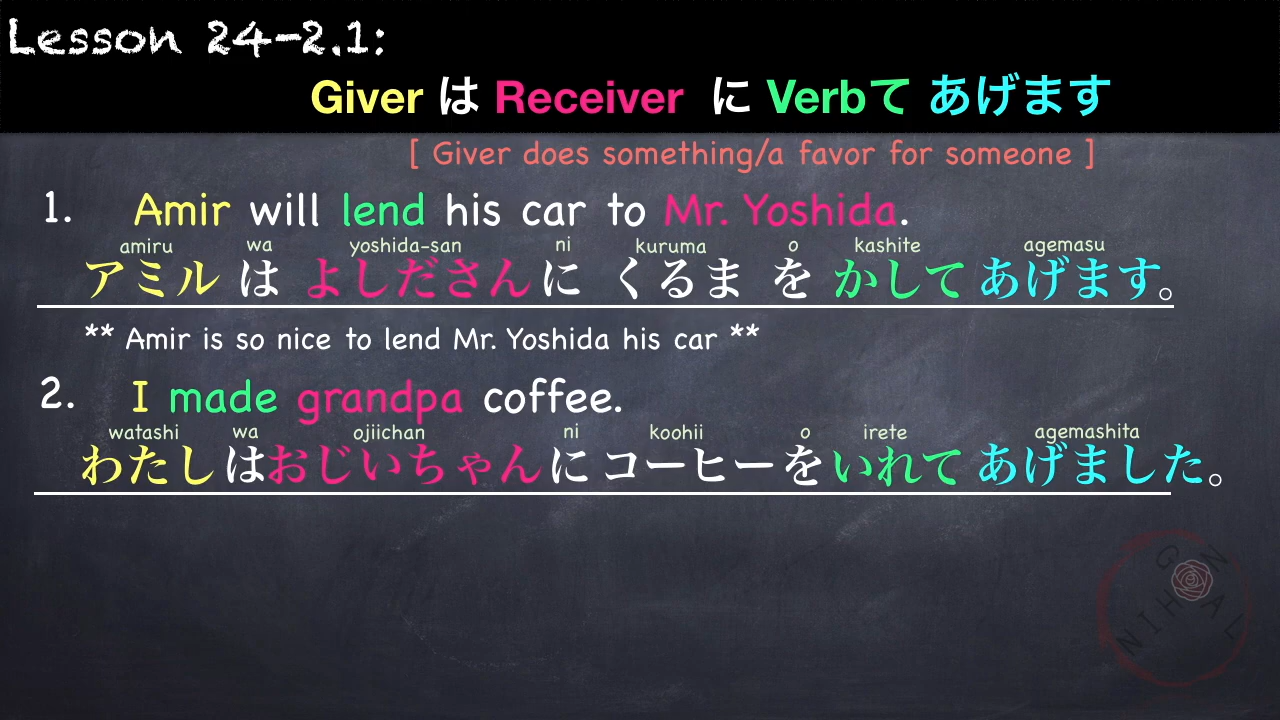 Lesson 24-2.1:
Giver は Receiver に Verbて あげます
[ Giver does something/a favor for someone ]
1. Amir will lend his car to Mr. Yoshida.
amiru wa yoshida-san ni kuruma o kashite agemasu
アミル は よしださん に くるま を かして あげます。
** Amir is so nice to lend Mr. Yoshida his car **
2. I made grandpa coffee.
watashi wa ojiichan ni koohii o irete agemashita
わたし は おじいちゃん に コーヒー を いれて あげました。
NIHONGAL